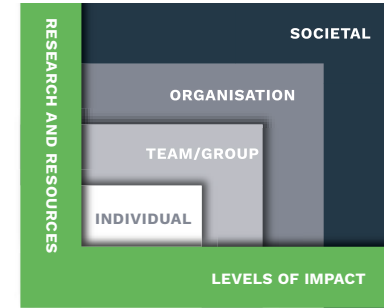 RESEARCH AND RESOURCES
SOCIETAL
ORGANISATION
TEAM/GROUP
INDIVIDUAL
LEVELS OF IMPACT